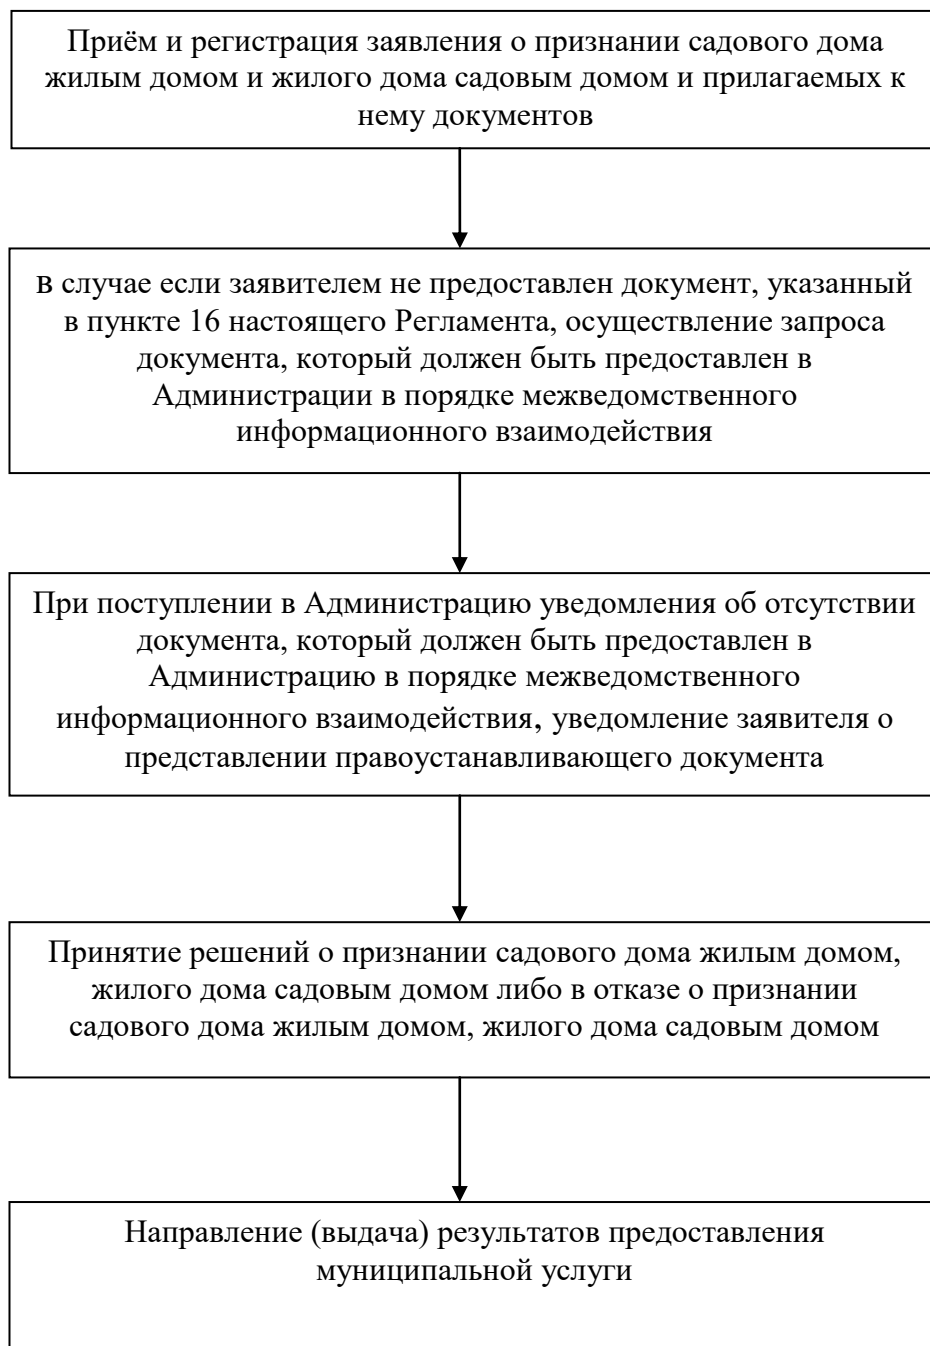 Приём и регистрация заявления о признании садового дома
жилым домом и жилого дома садовым домом и прилагаемых к
нему документов
в случае если заявителем не предоставлен документ, указанный
в пункте 16 настоящего Регламента, осуществление запроса
документа, который должен быть предоставлен в
Администрации в порядке межведомственного
информационного взаимодействия
При поступлении в Администрацию уведомления об отсутствии
документа, который должен быть предоставлен в
Администрацию в порядке межведомственного
информационного взаимодействия, уведомление заявителя о
представлении правоустанавливающего документа
Принятие решений о признании садового дома жилым домом,
жилого дома садовым домом либо в отказе о признании
садового дома жилым домом, жилого дома садовым домом
Направление (выдача) результатов предоставления
муниципальной услуги